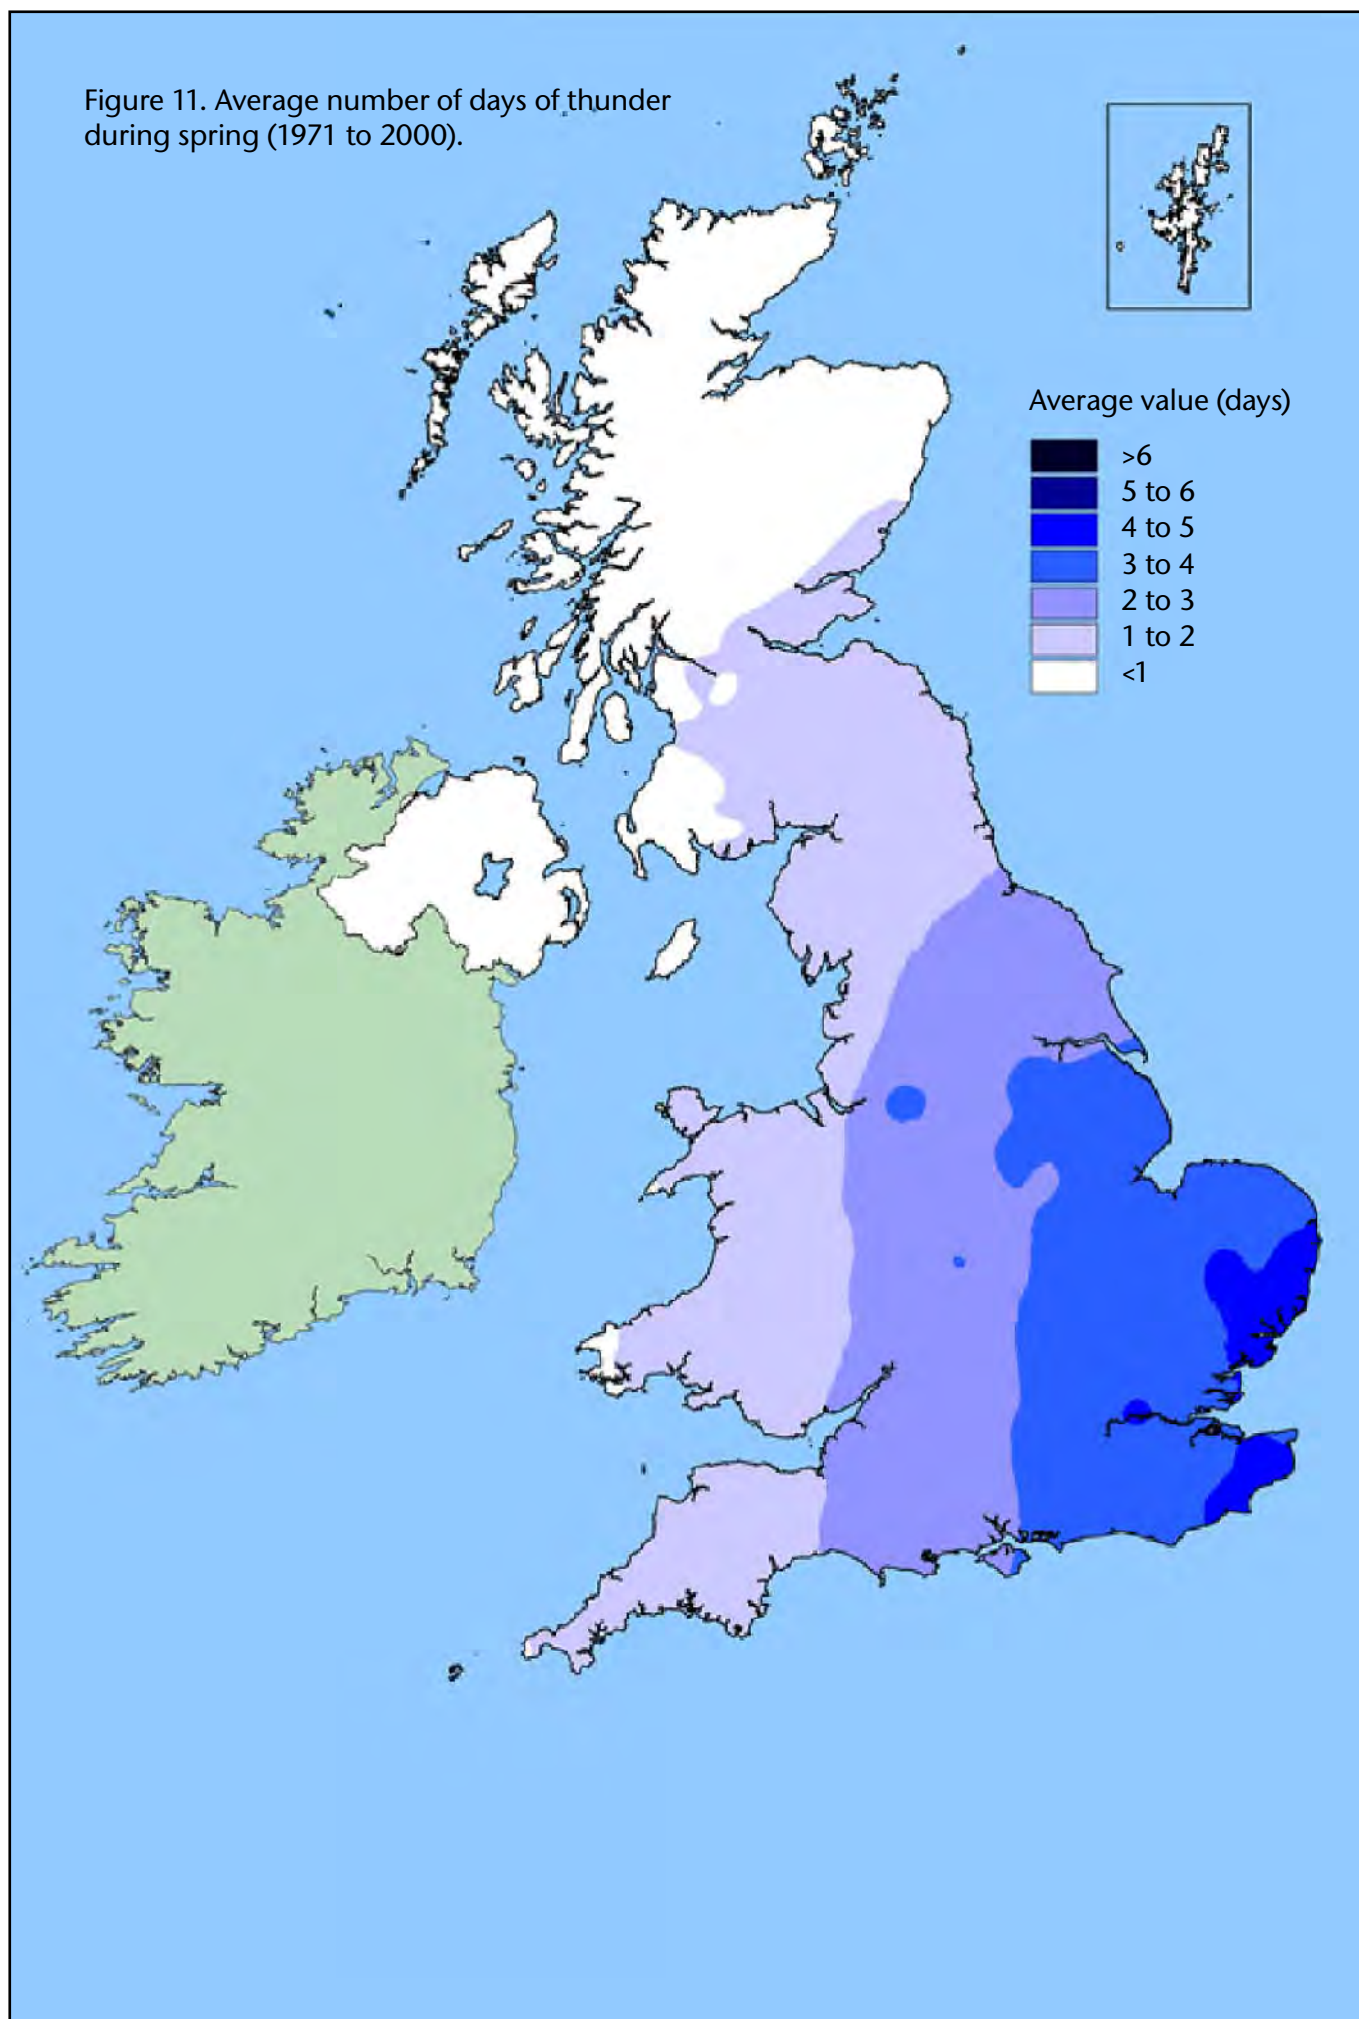 Figure 11. Average number of days of thunder
during spring (1971 to 2000).
Average value (days)
>6
5 to 6
4 to 5
3 to 4
2 to 3
1 to 2
<1